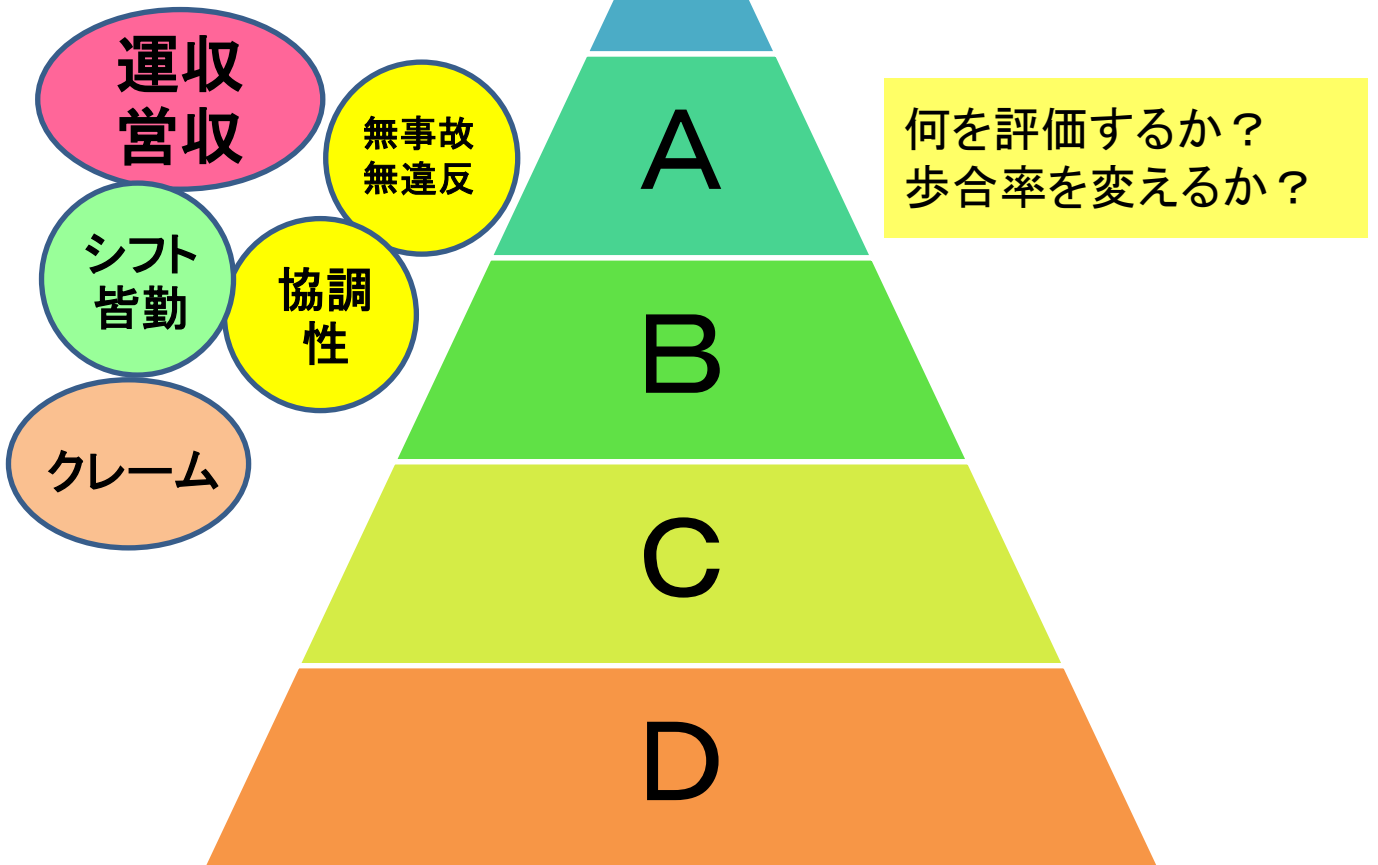 運収
営収
無事故
無違反
シフト
皆勤
協調
性
クレーム
A
B
C
D
何を評価するか？
歩合率を変えるか？